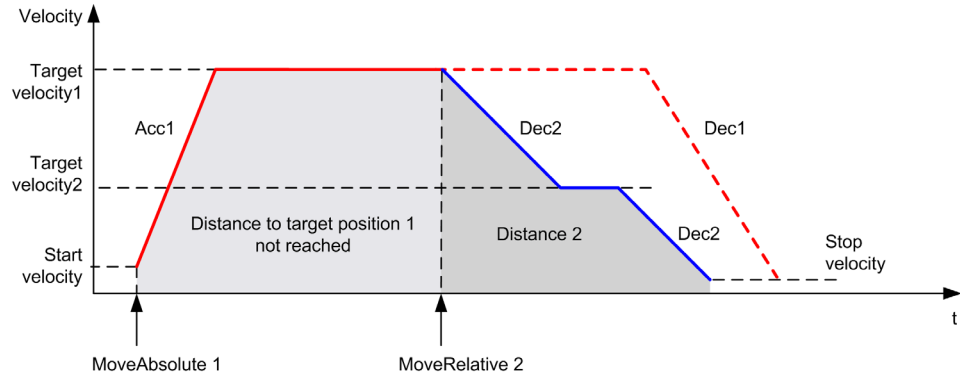 Velocity
Target
velocity1
Acc1
Dec2
Dec1
Target
velocity2
Distance to target position 1
not reached
Distance 2
Dec2
Start
velocity
Stop
velocity
t
MoveAbsolute 1
MoveRelative 2